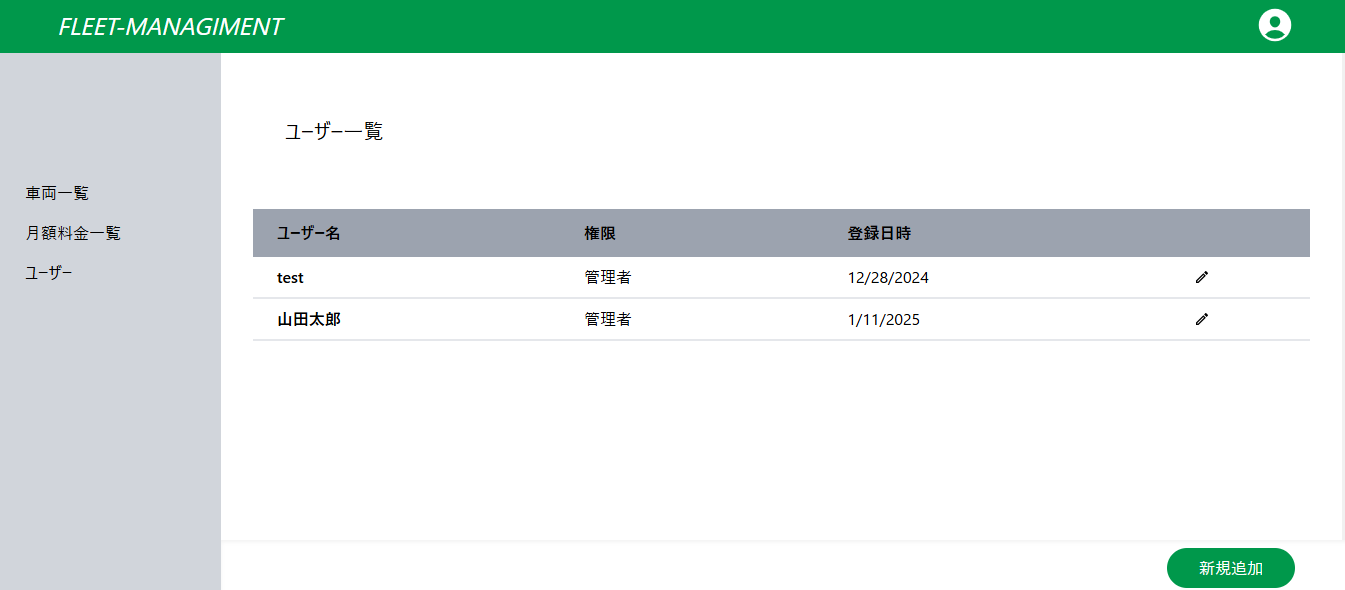 FLEET-MANAGIMENT
ユーザー一覧
車両一覧
月額料金一覧
ユーザー
ユーザー名 権限 登録日時
test 管理者 12/28/2024
山田太郎 管理者 1/11/2025
新規追加